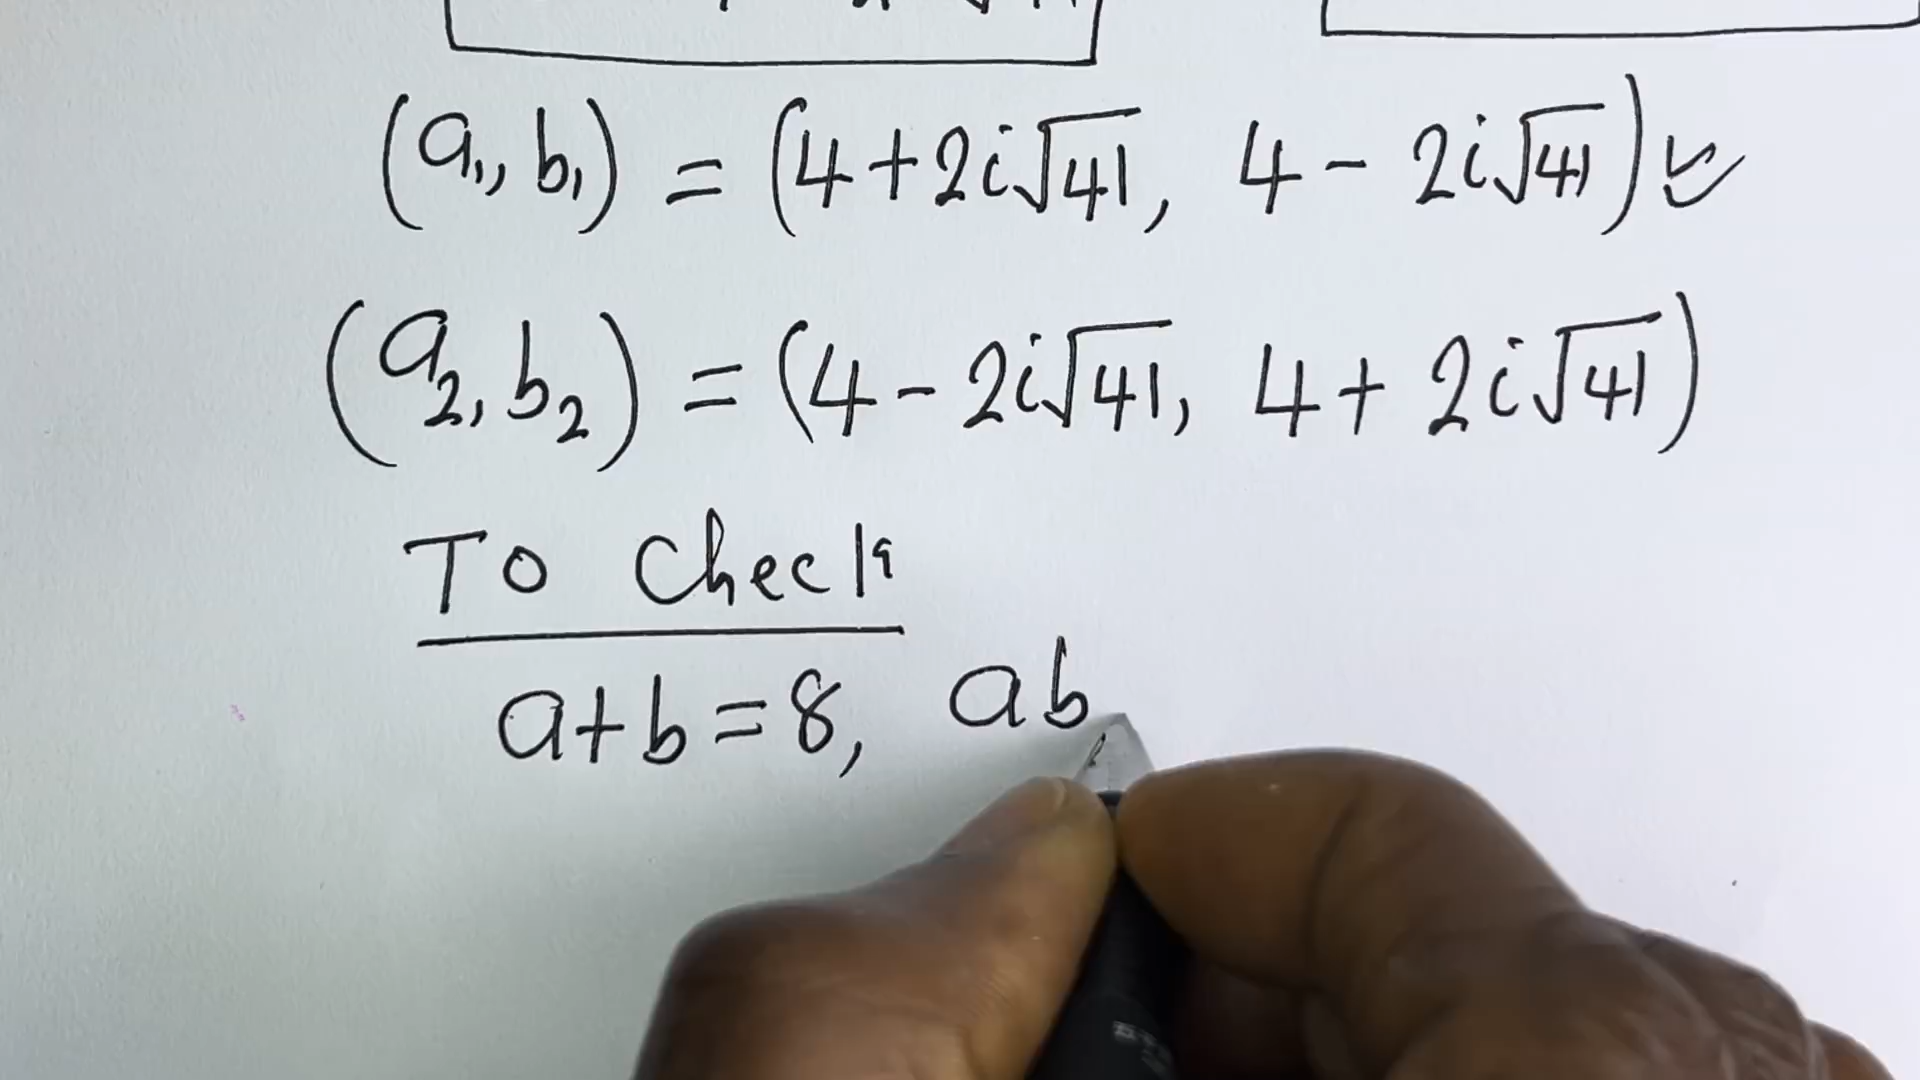 (a₁, b₁) = (4+2i√41, 4 - 2i√41)
(a₂, b₂) = (4 - 2i√41, 4 + 2i√41)
To Check
a+b=8, ab